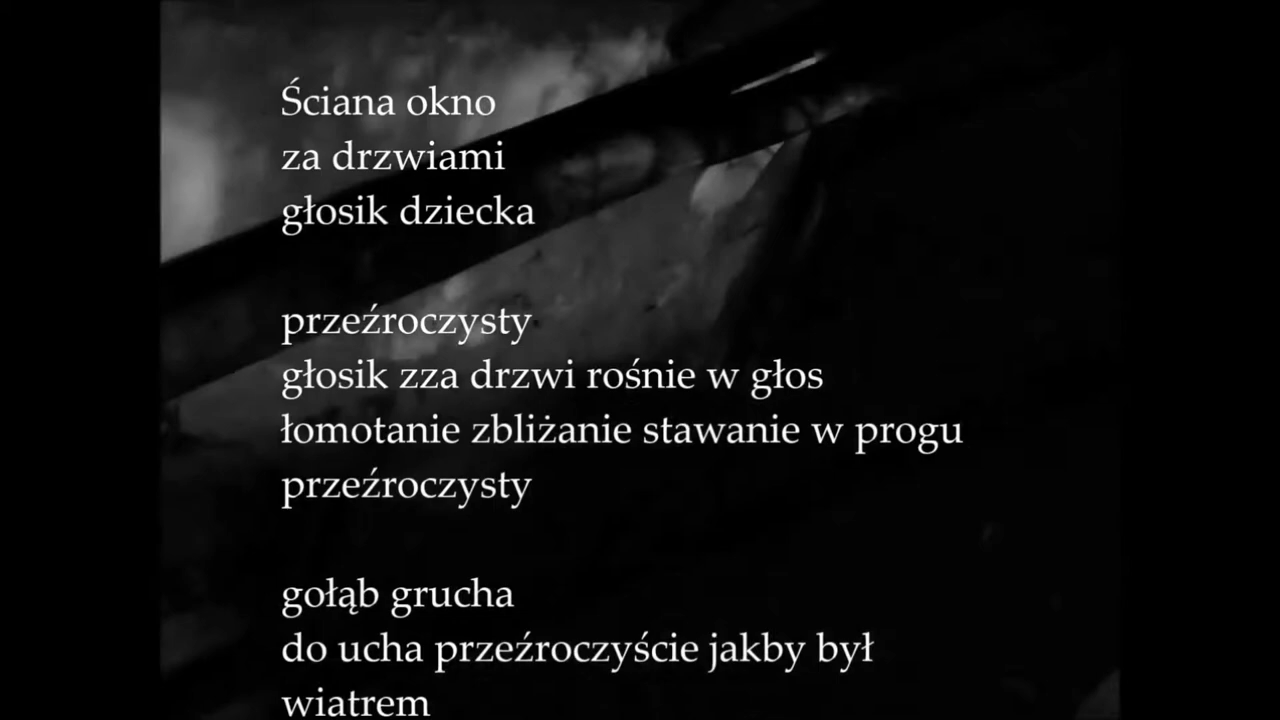 Ściana okno
za drzwiami
głosik dziecka
przeźroczysty
głosik zza drzwi rośnie w głos
łomotanie zbliżanie stawanie w progu
przeźroczysty
gołąb grucha
do ucha przeźroczyście jakby był
wiatrem